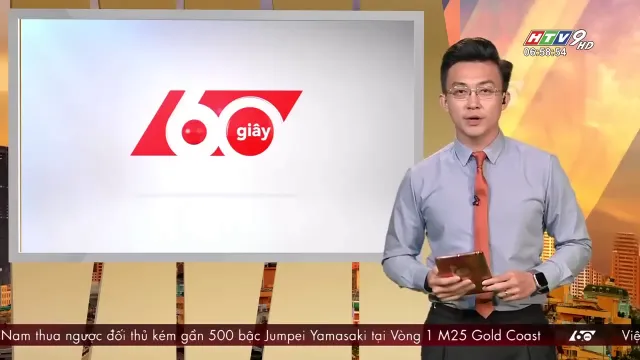 HTV9 HD
06:58:54
60 giây
Nam thua ngược đối thủ kém gần 500 bậc Jumpei Yamasaki tại Vòng 1 M25 Gold Coast 60 Việ